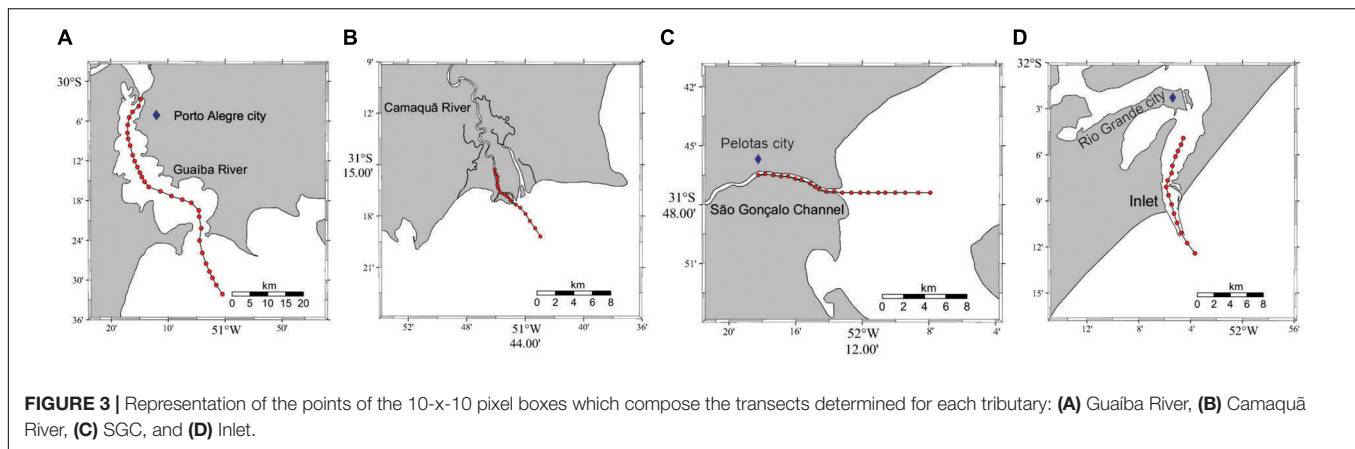 A
30°S
6'
12'
18'
24'
30'
36'
20'
10'
51°W
50'
Porto Alegre city
Guaíba River
km
0 5 10 15 20
B
9'
12'
31°S
15.00'
18'
21'
52'
48'
51°W
44.00'
40'
36'
Camaquã River
km
0 2 4 6 8
C
42'
45'
31°S
48.00'
51'
20'
16'
52°W
12.00'
8'
4'
Pelotas city
São Gonçalo Channel
km
0 2 4 6 8
D
32°S
3'
6'
9'
12'
15'
12'
8'
4'
52°W
56'
Rio Grande city
Inlet
km
0 2 4 6 8
FIGURE 3 | Representation of the points of the 10-x-10 pixel boxes which compose the transects determined for each tributary: (A) Guaíba River, (B) Camaquã
River, (C) SGC, and (D) Inlet.